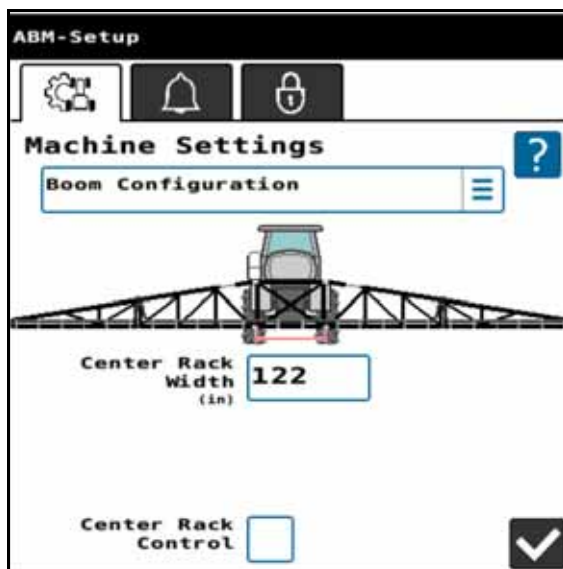 ABM-Setup
Machine Settings
?
Boom Configuration
Center Rack
Width
(in)
122
Center Rack
Control